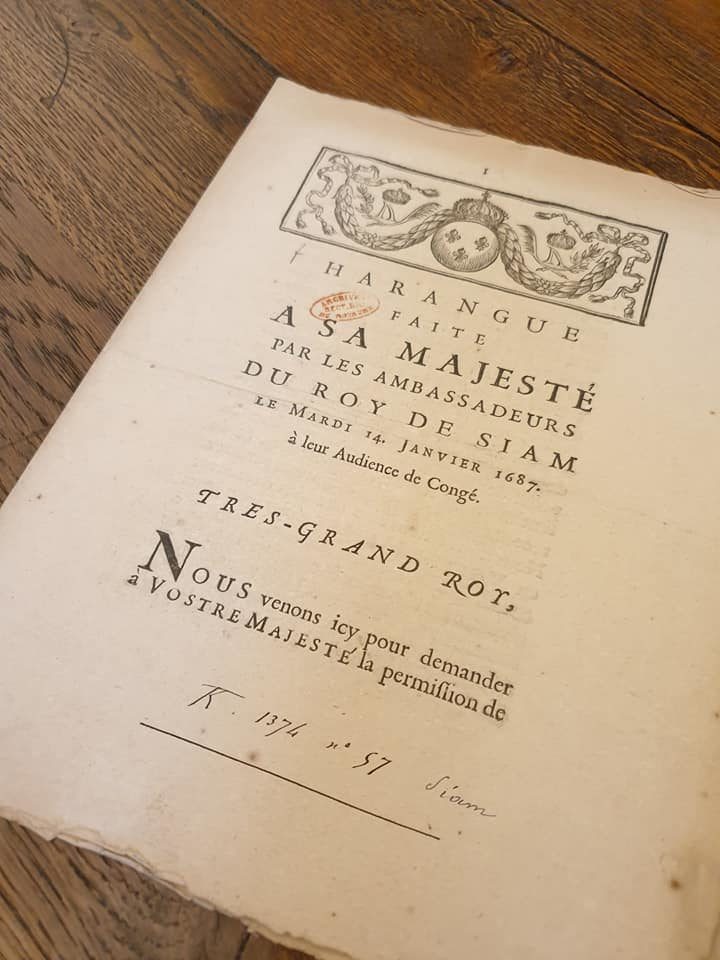 1
HARANGUE
FAITE
A SA MAJESTÉ
PAR LES AMBASSADEURS
DU ROY DE SIAM
LE MARDI 14. JANVIER 1687.
à leur Audience de Congé.
TRES-GRAND ROY,
NOUS venons icy pour demander
à VOSTRE MAJESTÉ la permiſſion de
K. 1374 n° 57 Siam